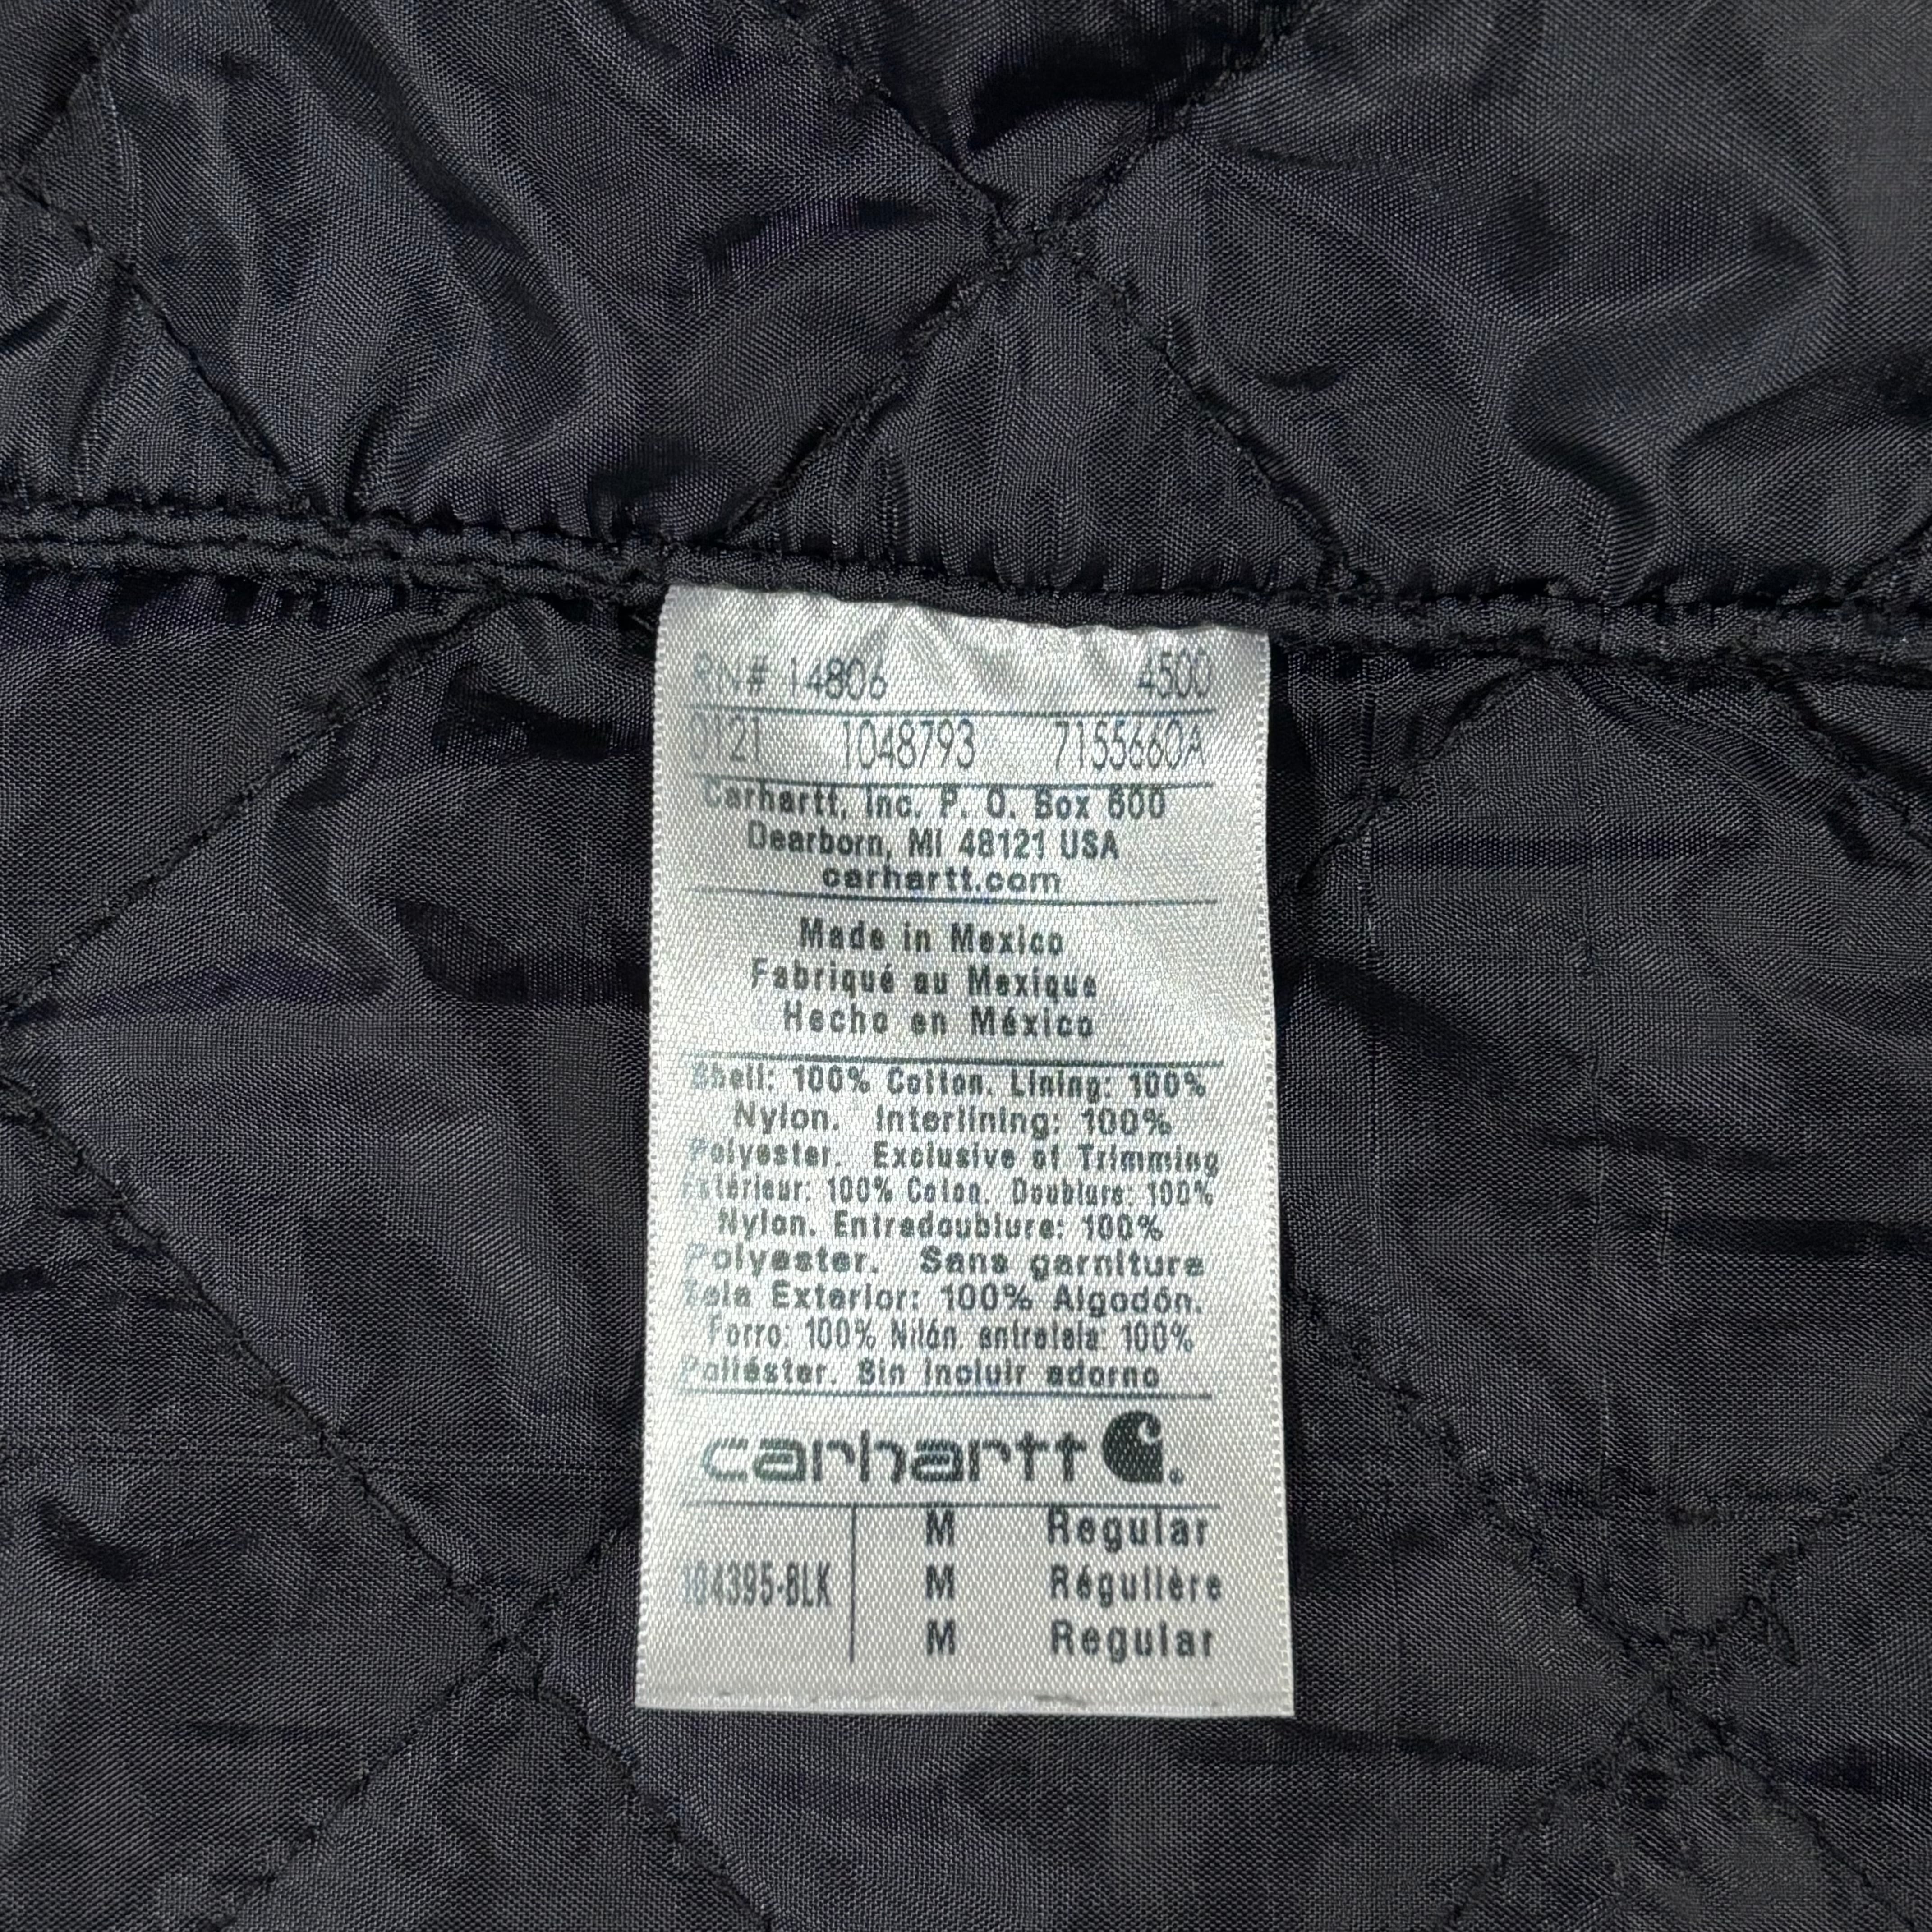 RN# 14806 4500
0121 1048793 7155660A
Carhartt, Inc. P. O. Box 600
Dearborn, MI 48121 USA
carhartt.com
Made in Mexico
Fabriqué au Mexique
Hecho en México
Shell: 100% Cotton. Lining: 100%
Nylon. Interlining: 100%
Polyester. Exclusive of Trimming
Extérieur: 100% Coton. Doublure: 100%
Nylon. Entredoublure: 100%
Polyester. Sans garniture
Tela Exterior: 100% Algodón.
Forro: 100% Nilón. entretela: 100%
Poliéster. Sin incluir adorno
carhartt
M Regular
104395-BLK M Régulière
M Regular